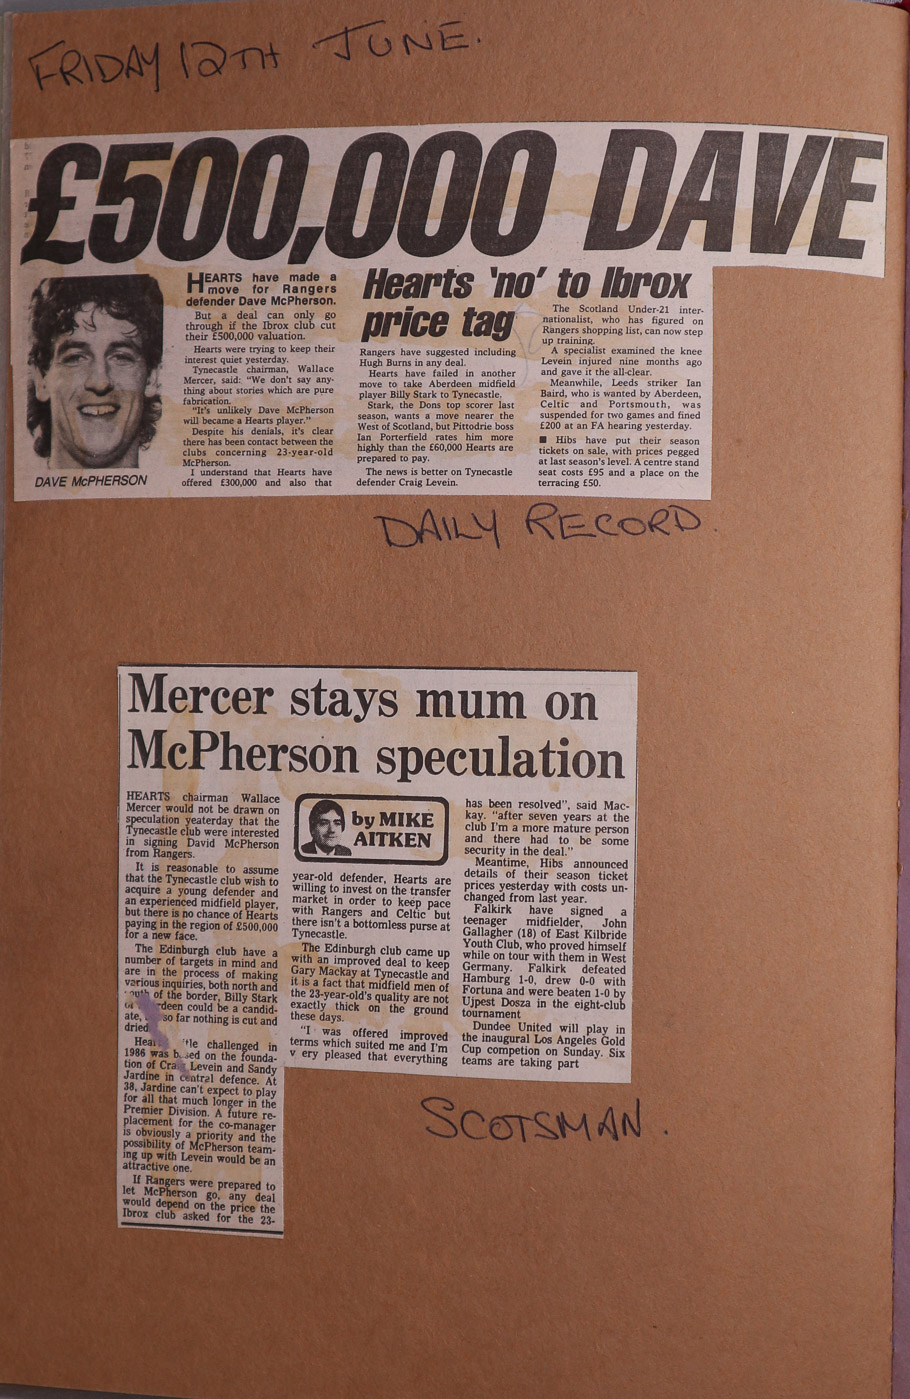 FRIDAY 12TH JUNE.
£500,000 DAVE
DAVE McPHERSON
HEARTS have made a
move for Rangers
defender Dave McPherson.
But a deal can only go
through if the Ibrox club cut
their £500,000 valuation.
Hearts were trying to keep their
interest quiet yesterday.
Tynecastle chairman, Wallace
Mercer, said: "We don't say any-
thing about stories which are pure
fabrication.
"It's unlikely Dave McPherson
will became a Hearts player."
Despite his denials, it's clear
there has been contact between the
clubs concerning 23-year-old
McPherson.
I understand that Hearts have
offered £300,000 and also that
Hearts 'no' to Ibrox
price tag
Rangers have suggested including
Hugh Burns in any deal.
Hearts have failed in another
move to take Aberdeen midfield
player Billy Stark to Tynecastle.
Stark, the Dons top scorer last
season, wants a move nearer the
West of Scotland, but Pittodrie boss
Ian Porterfield rates him more
highly than the £60,000 Hearts are
prepared to pay.
The news is better on Tynecastle
defender Craig Levein.
The Scotland Under-21 inter-
nationalist, who has figured on
Rangers shopping list, can now step
up training.
A specialist examined the knee
Levein injured nine months ago
and gave it the all-clear.
Meanwhile, Leeds striker Ian
Baird, who is wanted by Aberdeen,
Celtic and Portsmouth, was
suspended for two games and fined
£200 at an FA hearing yesterday.
■ Hibs have put their season
tickets on sale, with prices pegged
at last season's level. A centre stand
seat costs £95 and a place on the
terracing £50.
DAILY RECORD.
Mercer stays mum on
McPherson speculation
HEARTS chairman Wallace
Mercer would not be drawn on
speculation yesterday that the
Tynecastle club were interested
in signing David McPherson
from Rangers.
It is reasonable to assume
that the Tynecastle club wish to
acquire a young defender and
an experienced midfield player,
but there is no chance of Hearts
paying in the region of £500,000
for a new face.
The Edinburgh club have a
number of targets in mind and
are in the process of making
various inquiries, both north and
of the border, Billy Stark
could be a candid-
ate, so far nothing is cut and
dried
challenged in
1986 was based on the founda-
tion of Craig Levein and Sandy
Jardine in central defence. At
38, Jardine can't expect to play
for all that much longer in the
Premier Division. A future re-
placement for the co-manager
is obviously a priority and the
possibility of McPherson team-
ing up with Levein would be an
attractive one.
If Rangers were prepared to
let McPherson go, any deal
would depend on the price the
Ibrox club asked for the 23-
by MIKE
AITKEN
year-old defender, Hearts are
willing to invest on the transfer
market in order to keep pace
with Rangers and Celtic but
there isn't a bottomless purse at
Tynecastle.
The Edinburgh club came up
with an improved deal to keep
Gary Mackay at Tynecastle and
it is a fact that midfield men of
the 23-year-old's quality are not
exactly thick on the ground
these days.
"I was offered improved
terms which suited me and I'm
very pleased that everything
has been resolved", said Mac-
kay. "after seven years at the
club I'm a more mature person
and there had to be some
security in the deal."
Meantime, Hibs announced
details of their season ticket
prices yesterday with costs un-
changed from last year.
Falkirk have signed a
teenager midfielder, John
Gallagher (18) of East Kilbride
Youth Club, who proved himself
while on tour with them in West
Germany. Falkirk defeated
Hamburg 1-0, drew 0-0 with
Fortuna and were beaten 1-0 by
Ujpest Dosza in the eight-club
tournament
Dundee United will play in
the inaugural Los Angeles Gold
Cup competion on Sunday. Six
teams are taking part
SCOTSMAN.